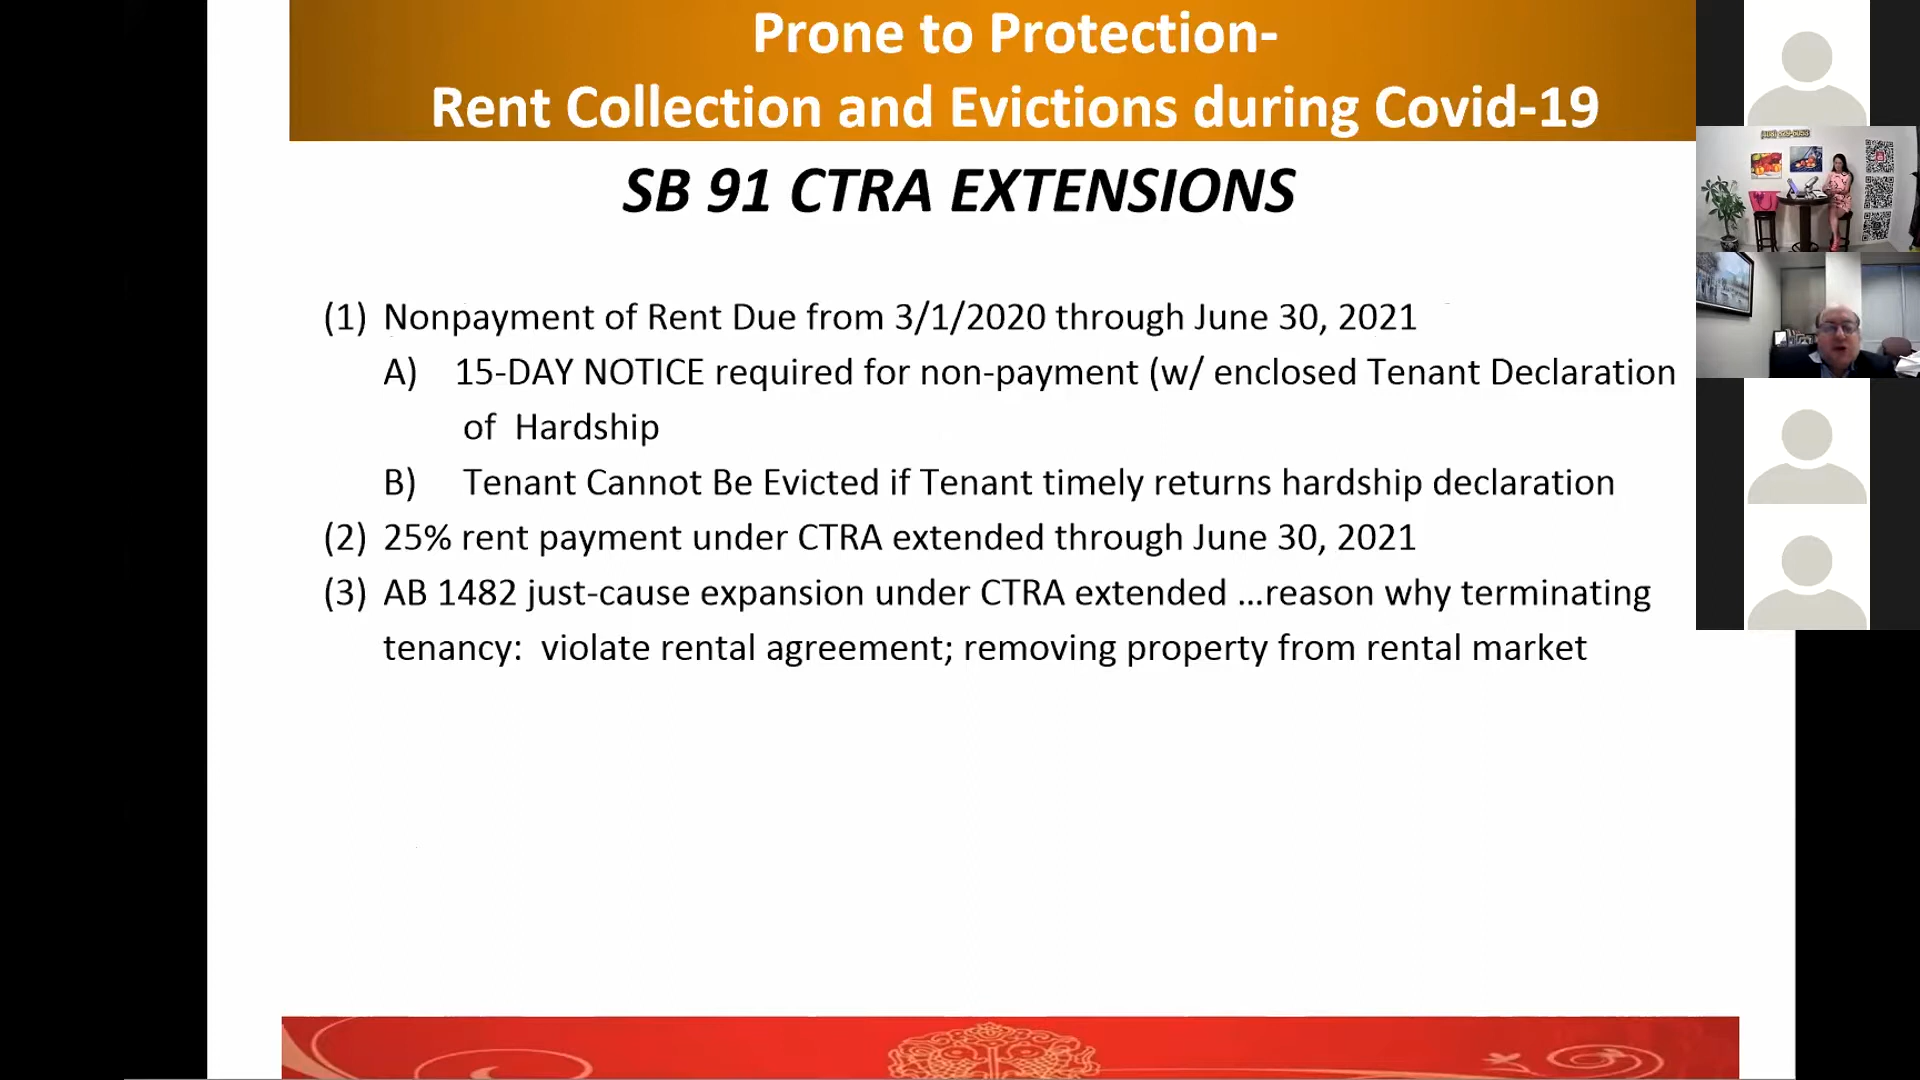 Prone to Protection-
Rent Collection and Evictions during Covid-19
SB 91 CTRA EXTENSIONS
(1) Nonpayment of Rent Due from 3/1/2020 through June 30, 2021
A) 15-DAY NOTICE required for non-payment (w/ enclosed Tenant Declaration
of Hardship
B) Tenant Cannot Be Evicted if Tenant timely returns hardship declaration
(2) 25% rent payment under CTRA extended through June 30, 2021
(3) AB 1482 just-cause expansion under CTRA extended ...reason why terminating
tenancy: violate rental agreement; removing property from rental market